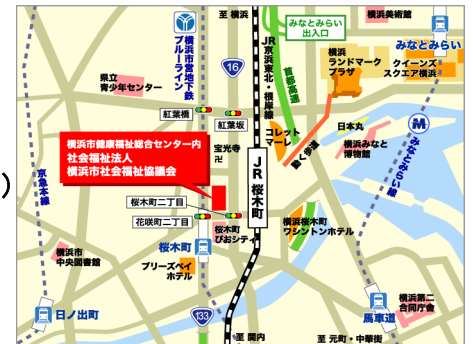 至 横浜
みなとみらい
出入口
横浜美術館
みなとみらい
横浜市営地下鉄
ブルーライン
16
JR京浜東北・根岸線
首都高速
横浜
ランドマーク
プラザ
クイーンズ
スクエア横浜
県立
青少年センター
紅葉橋
紅葉坂
コレット
マーレ
日本丸
横浜みなと
博物館
動く歩道
M
みなとみらい線
横浜市健康福祉総合センター内
社会福祉法人
横浜市社会福祉協議会
宝光寺
卍
JR 桜木町
)
京急本線
桜木町二丁目
花咲町二丁目
桜木町
ぴおシティ
横浜桜木町
ワシントンホテル
横浜市
中央図書館
桜木町
ブリーズベイ
ホテル
日ノ出町
133
馬車道
横浜第二
合同庁舎
至 関内
至 元町・中華街